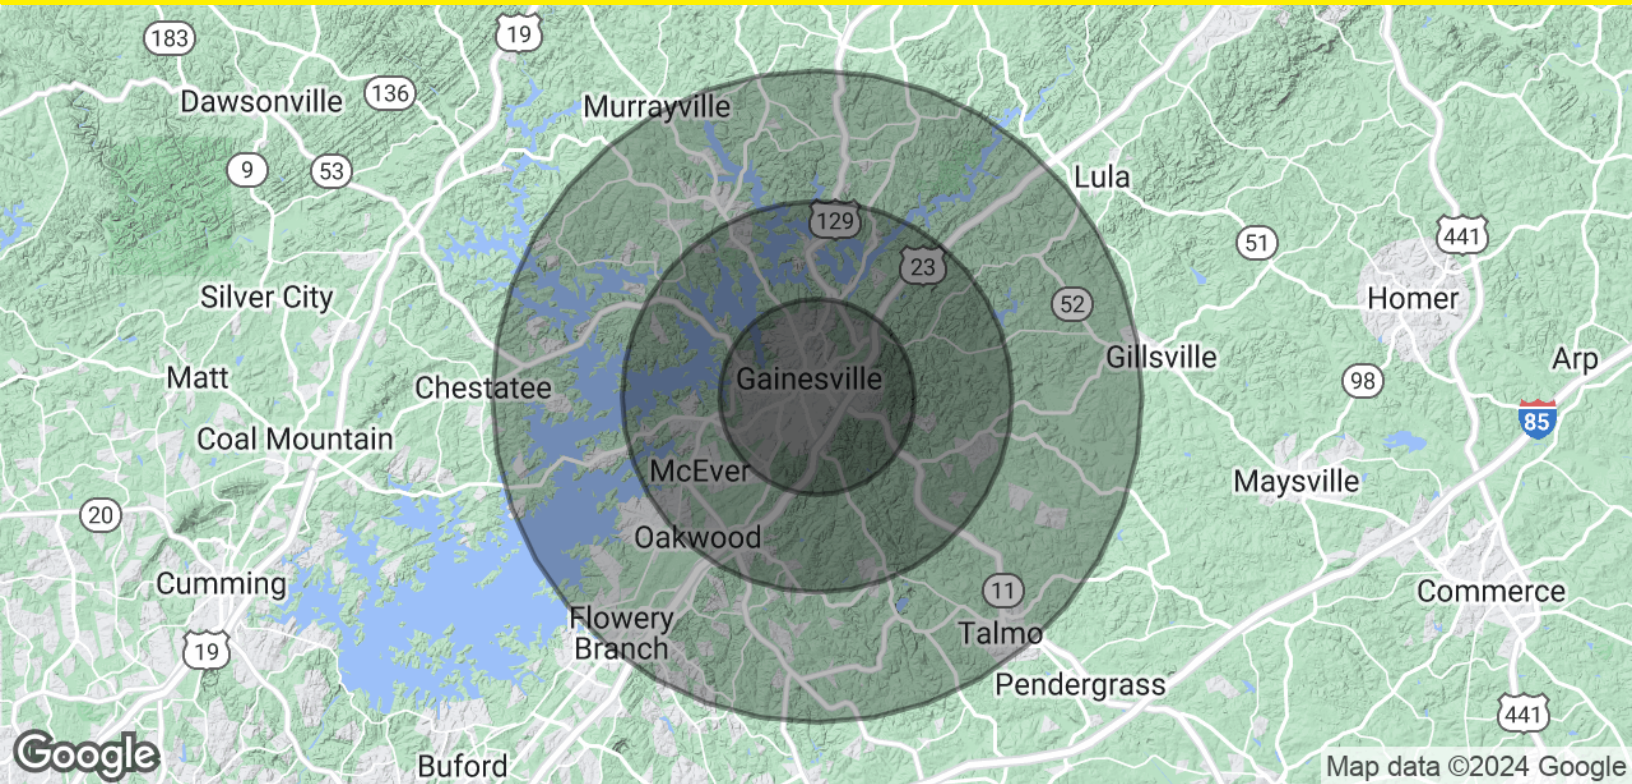 183
19
136
Dawsonville
Murrayville
9
53
Lula
129
51
441
23
Silver City
52
Homer
Gillsville
Arp
Matt
Chestatee
Gainesville
98
85
Coal Mountain
McEver
Maysville
20
Oakwood
Cumming
11
Commerce
Flowery
Branch
Talmo
19
Pendergrass
441
Google
Buford
Map data ©2024 Google